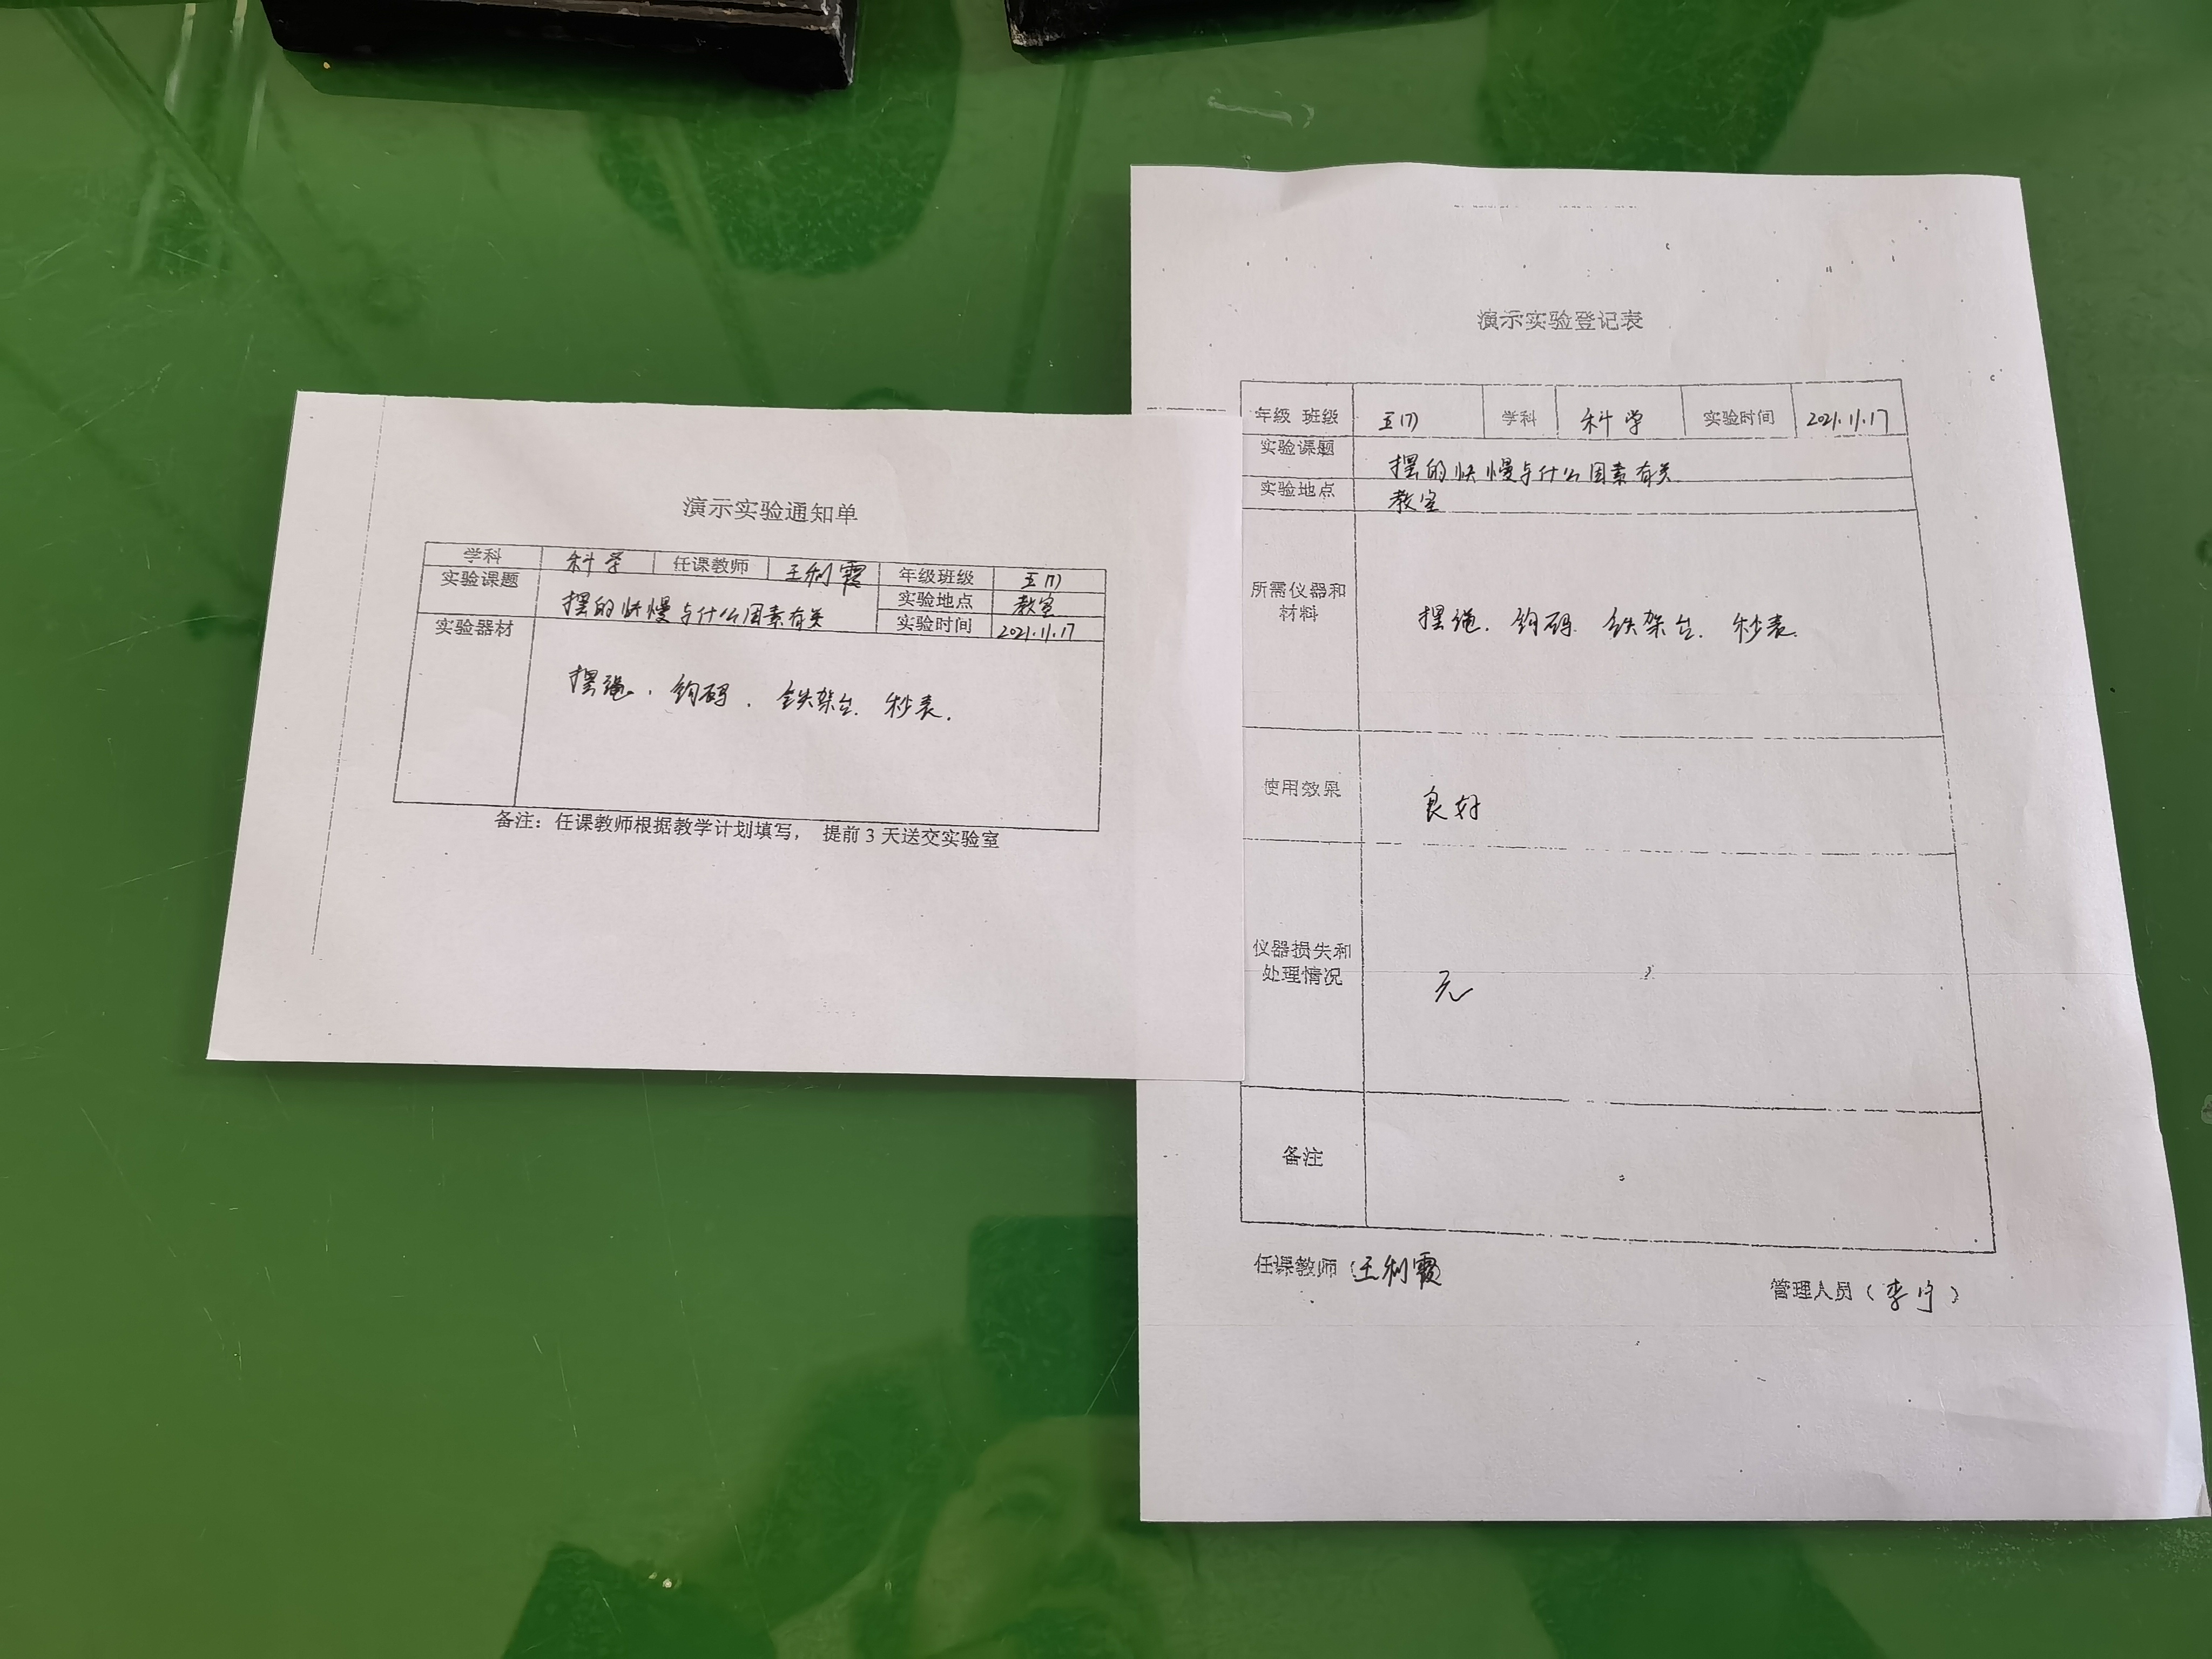 演示实验通知单
学科 科学 任课教师 王利霞 年级班级 五(1)
实验课题 摆的快慢与什么因素有关 实验地点 教室
实验时间 2021.11.17
实验器材 摆绳、钩码、铁架台、秒表.
备注：任课教师根据教学计划填写， 提前3天送交实验室
演示实验登记表
年级 班级 五(1) 学科 科学 实验时间 2021.11.17
实验课题 摆的快慢与什么因素有关
实验地点 教室
所需仪器和
材料
摆绳、钩码、铁架台、秒表.
使用效果 良好
仪器损失和
处理情况
无
备注
任课教师（王利霞
管理人员（李宁）